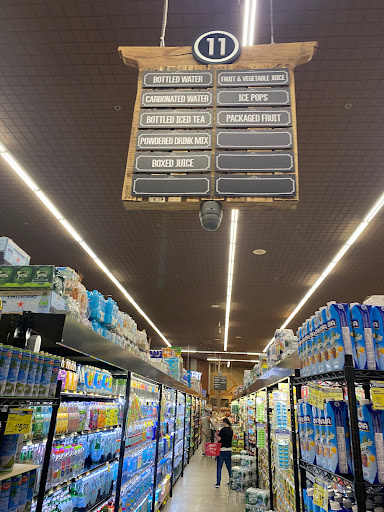 11
BOTTLED WATER
CARBONATED WATER
BOTTLED ICED TEA
POWDERED DRINK MIX
BOXED JUICE
FRUIT & VEGETABLE JUICE
ICE POPS
PACKAGED FRUIT